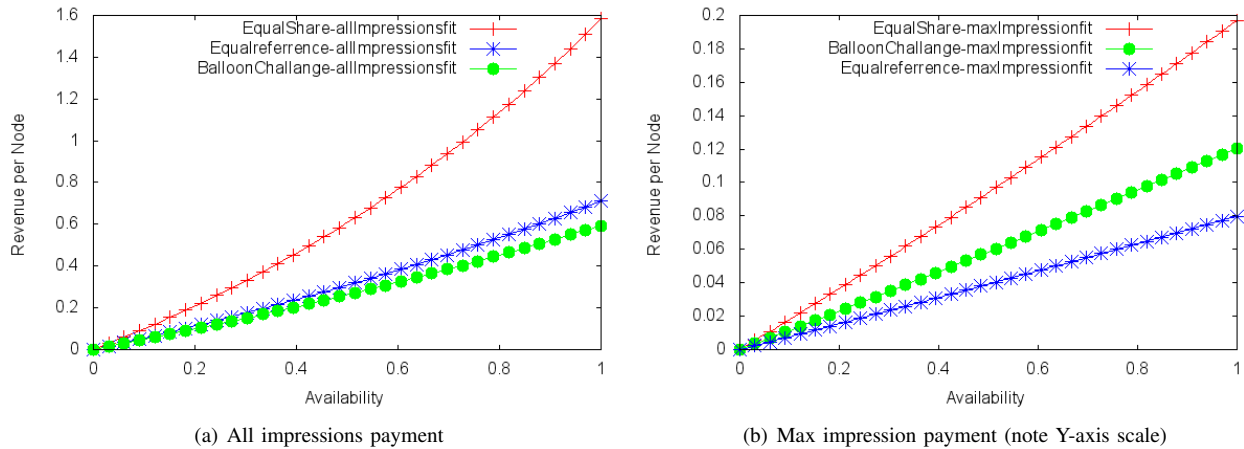 1.6
1.4
1.2
1
0.8
0.6
0.4
0.2
0
Revenue per Node
EqualShare-allImpressionsfit
Equalreferrence-allImpressionsfit
BalloonChallange-allImpressionsfit
0 0.2 0.4 0.6 0.8 1
Availability
(a) All impressions payment
0.2
0.18
0.16
0.14
0.12
0.1
0.08
0.06
0.04
0.02
0
Revenue per Node
EqualShare-maxImpressionfit
BalloonChallange-maxImpressionfit
Equalreferrence-maxImpressionfit
0 0.2 0.4 0.6 0.8 1
Availability
(b) Max impression payment (note Y-axis scale)